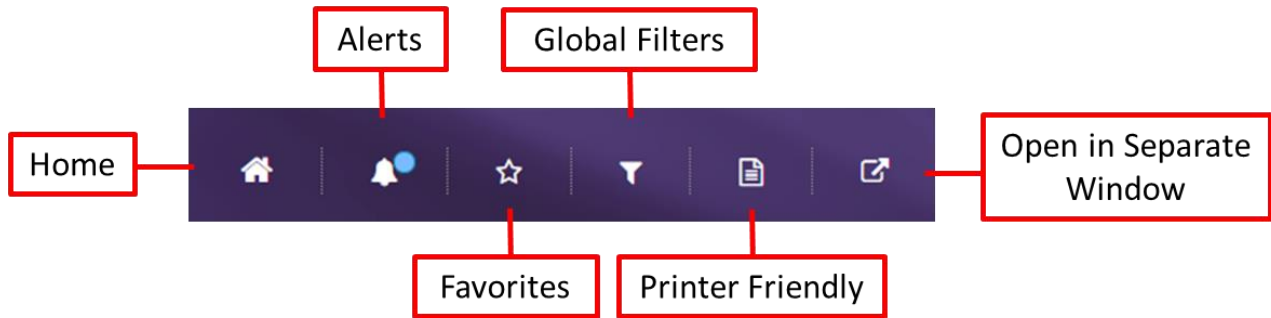 Alerts
Global Filters
Home
Open in Separate
Window
Favorites
Printer Friendly